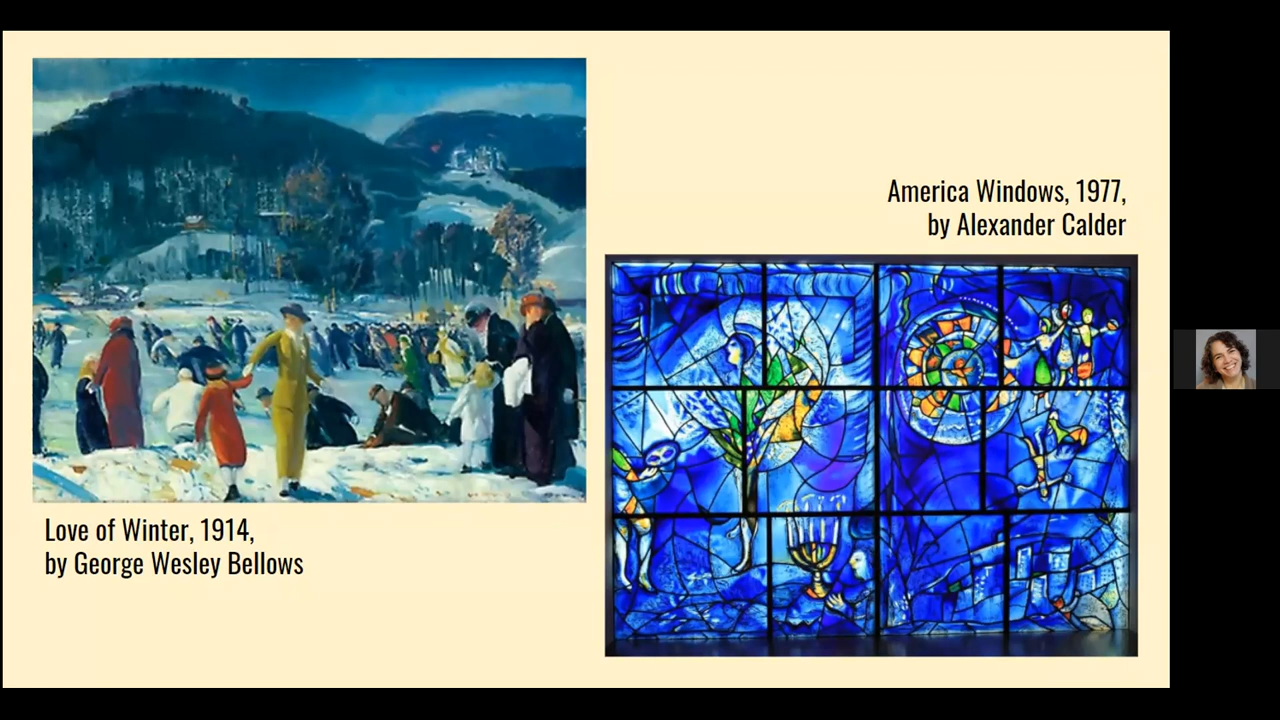 America Windows, 1977,
by Alexander Calder
Love of Winter, 1914,
by George Wesley Bellows